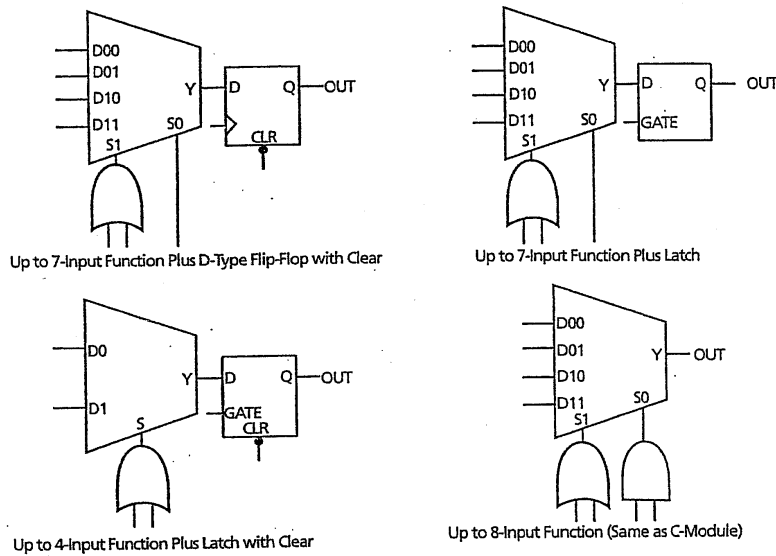 D00
D01
D10
D11
Y
S0
S1
D
Q
OUT
CLR
Up to 7-Input Function Plus D-Type Flip-Flop with Clear
D00
D01
D10
D11
Y
S0
S1
D
Q
OUT
GATE
Up to 7-Input Function Plus Latch
D0
D1
Y
S
D
Q
OUT
GATE
CLR
Up to 4-Input Function Plus Latch with Clear
D00
D01
D10
D11
Y
OUT
S0
S1
Up to 8-Input Function (Same as C-Module)